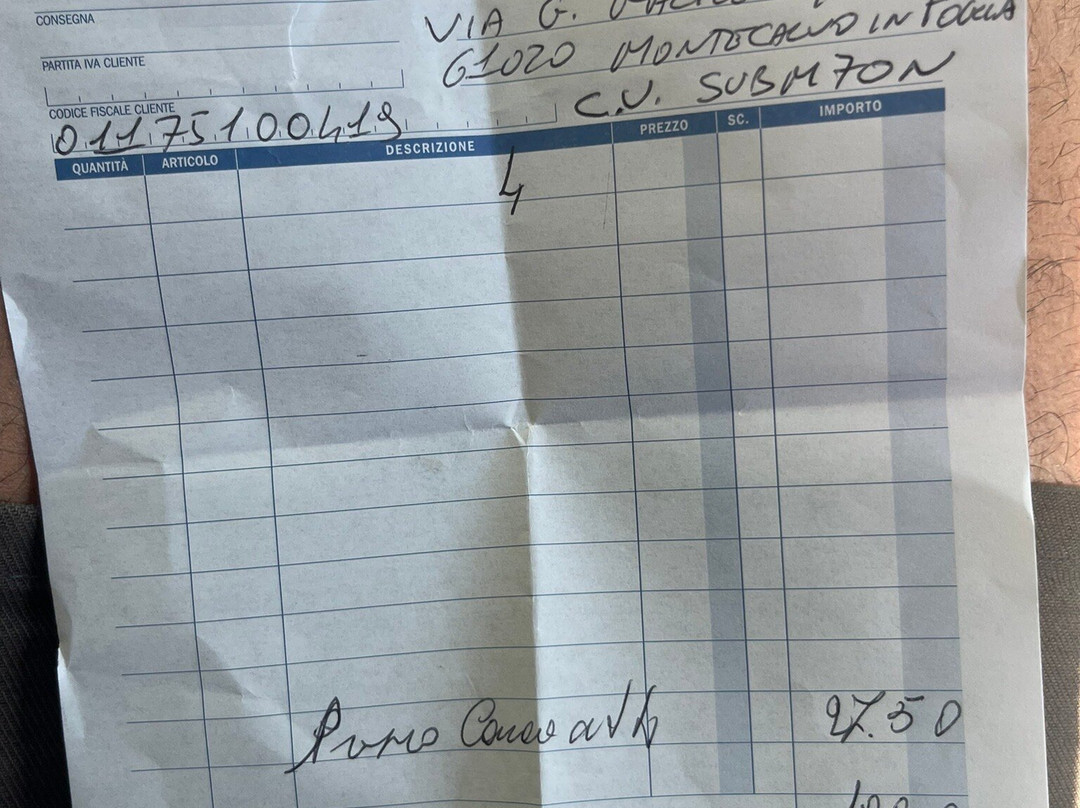 CONSEGNA
VIA G.
PARTITA IVA CLIENTE
61020 MONTECALVO IN FOGLIA
CODICE FISCALE CLIENTE
C.U. SUBM70N
01175100419
QUANTITÀ ARTICOLO DESCRIZIONE PREZZO SC. IMPORTO
4
27.50